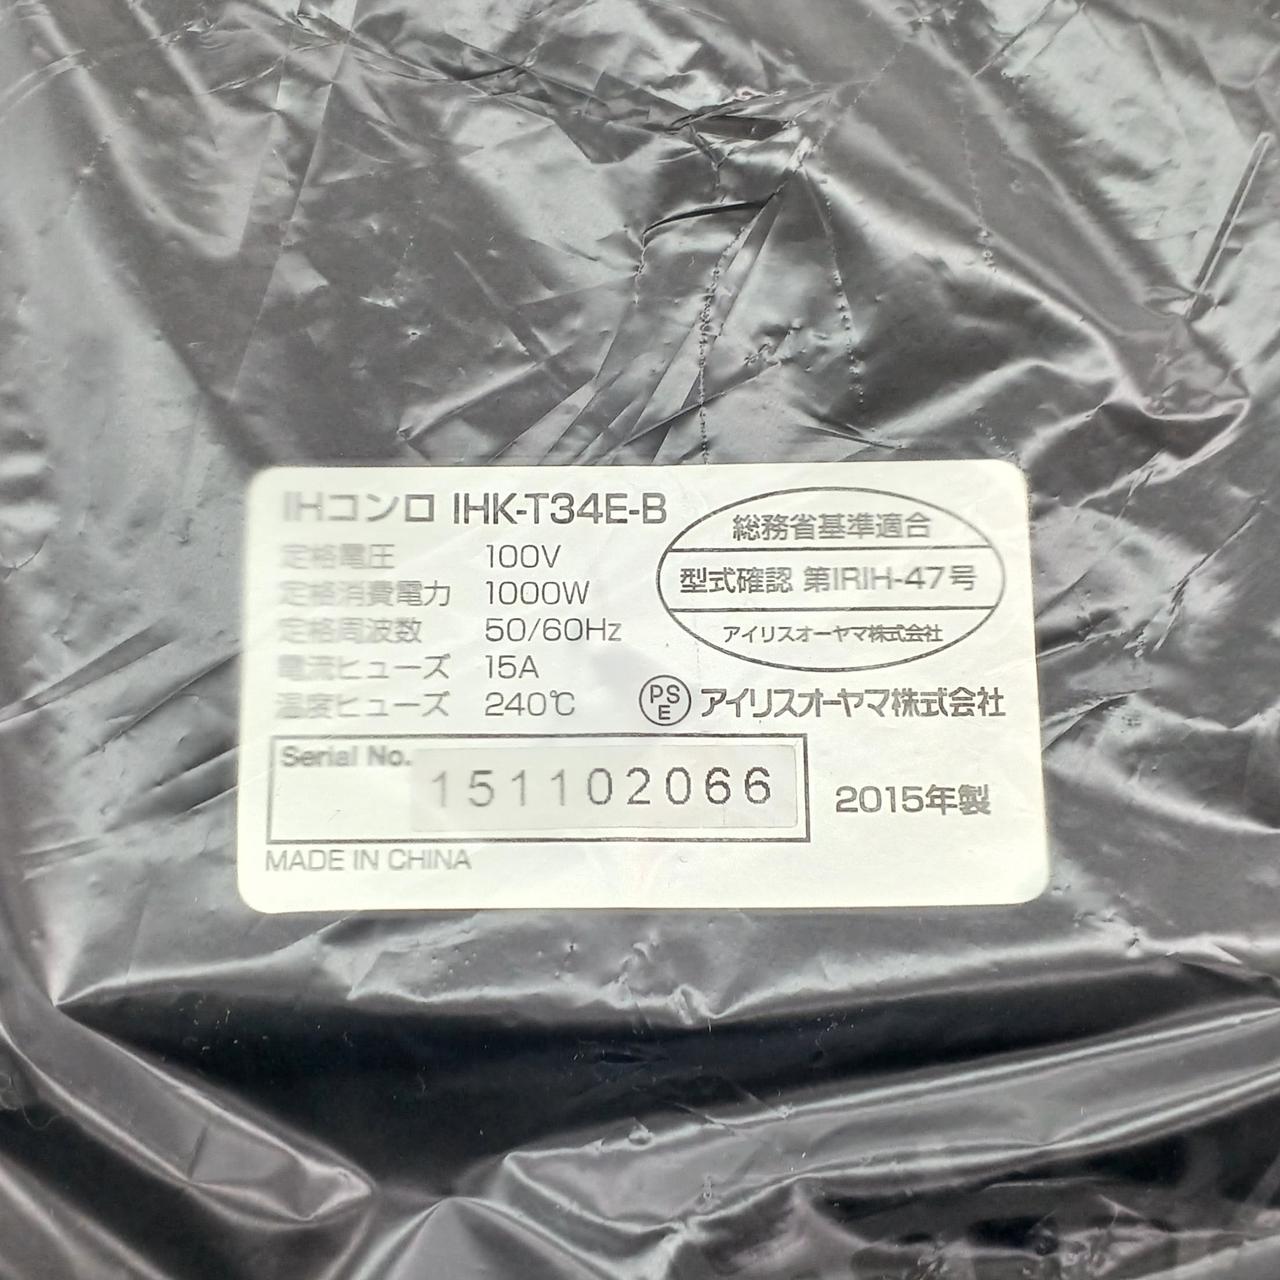 IHコンロ IHK-T34E-B
定格電圧 100V
定格消費電力 1000W
定格周波数 50/60Hz
電流ヒューズ 15A
温度ヒューズ 240℃
総務省基準適合
型式確認 第IRIH-47号
アイリスオーヤマ株式会社
PS
E
アイリスオーヤマ株式会社
Serial No.
151102066
2015年製
MADE IN CHINA